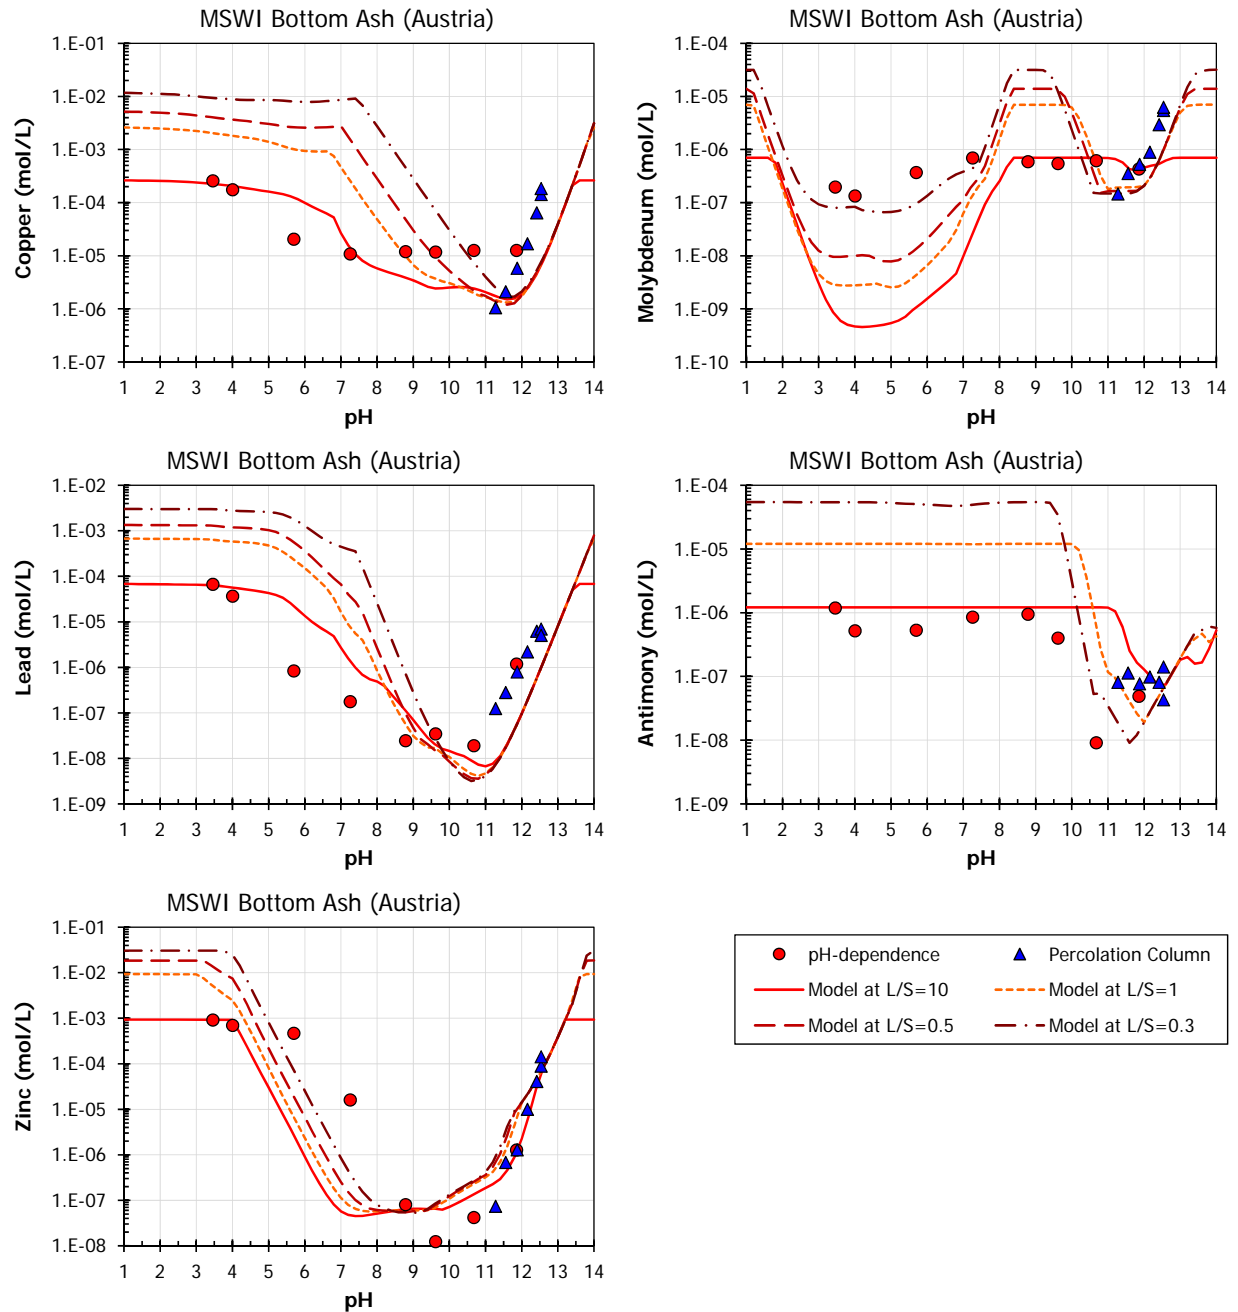 MSWI Bottom Ash (Austria)
1.E-01
1.E-02
1.E-03
1.E-04
1.E-05
1.E-06
1.E-07
Copper (mol/L)
1 2 3 4 5 6 7 8 9 10 11 12 13 14
pH
MSWI Bottom Ash (Austria)
1.E-04
1.E-05
1.E-06
1.E-07
1.E-08
1.E-09
1.E-10
Molybdenum (mol/L)
1 2 3 4 5 6 7 8 9 10 11 12 13 14
pH
MSWI Bottom Ash (Austria)
1.E-02
1.E-03
1.E-04
1.E-05
1.E-06
1.E-07
1.E-08
1.E-09
Lead (mol/L)
1 2 3 4 5 6 7 8 9 10 11 12 13 14
pH
MSWI Bottom Ash (Austria)
1.E-04
1.E-05
1.E-06
1.E-07
1.E-08
1.E-09
Antimony (mol/L)
1 2 3 4 5 6 7 8 9 10 11 12 13 14
pH
MSWI Bottom Ash (Austria)
1.E-01
1.E-02
1.E-03
1.E-04
1.E-05
1.E-06
1.E-07
1.E-08
Zinc (mol/L)
1 2 3 4 5 6 7 8 9 10 11 12 13 14
pH
pH-dependence Percolation Column
Model at L/S=10 Model at L/S=1
Model at L/S=0.5 Model at L/S=0.3